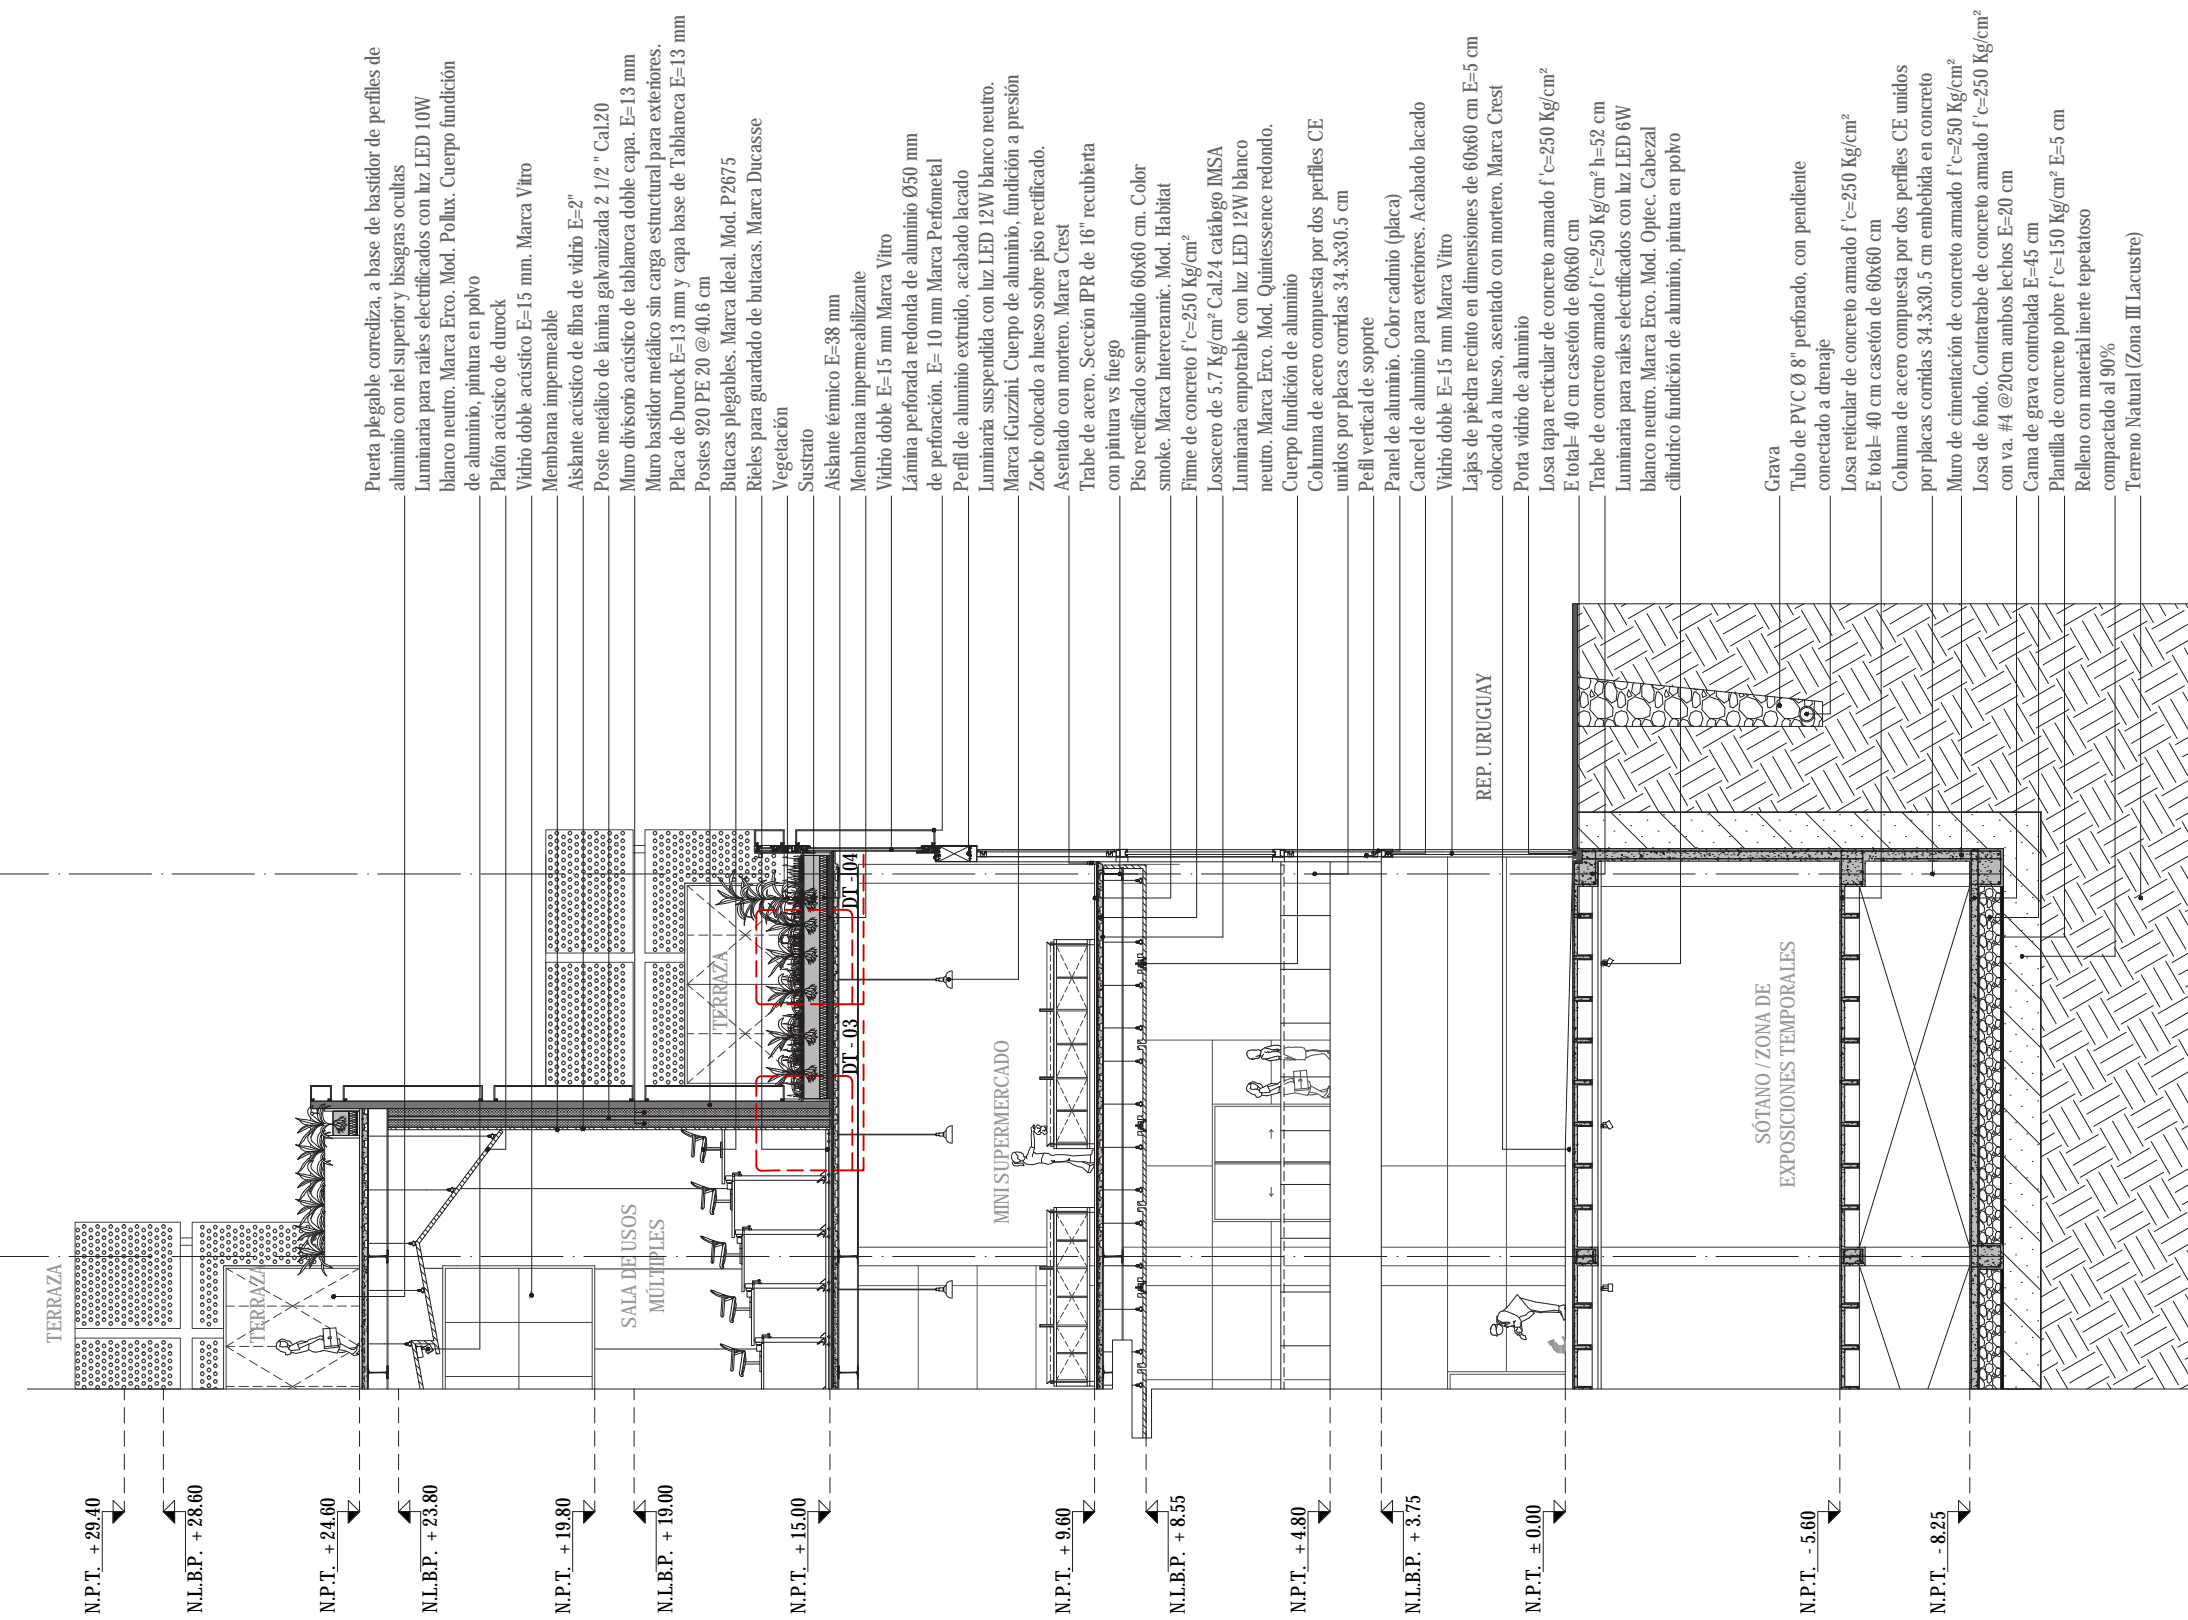 Puerta plegable corrediza, a base de bastidor de perfiles de
aluminio con riel superior y bisagras ocultas
Luminaria para raíles electrificados con luz LED 10W
blanco neutro. Marca Erco. Mod. Pollux. Cuerpo fundición
de aluminio, pintura en polvo
Plafón acústico de durock
Vidrio doble acústico E=15 mm. Marca Vitro
Membrana impermeable
Aislante acústico de fibra de vidrio E=2"
Poste metálico de lámina galvanizada 2 1/2 " Cal.20
Muro divisorio acústico de tablaroca doble capa. E=13 mm
Muro bastidor metálico sin carga estructural para exteriores.
Placa de Durock E=13 mm y capa base de Tablaroca E=13 mm
Postes 920 PE 20 @40.6 cm
Butacas plegables. Marca Ideal. Mod. P2675
Rieles para guardado de butacas. Marca Ducasse
Vegetación
Sustrato
Aislante térmico E=38 mm
Membrana impermeabilizante
Vidrio doble E=15 mm Marca Vitro
Lámina perforada redonda de aluminio Ø50 mm
de perforación. E= 10 mm Marca Perfometal
Perfil de aluminio extruido, acabado lacado
Luminaria suspendida con luz LED 12W blanco neutro.
Marca iGuzzini. Cuerpo de aluminio, fundición a presión
Zoclo colocado a hueso sobre piso rectificado.
Asentado con mortero. Marca Crest
Trabe de acero. Sección IPR de 16" recubierta
con pintura vs fuego
Piso rectificado semipulido 60x60 cm. Color
smoke. Marca Interceramic. Mod. Habitat
Firme de concreto f 'c=250 Kg/cm²
Losacero de 5.7 Kg/cm² Cal.24 catálogo IMSA
Luminaria empotrable con luz LED 12W blanco
neutro. Marca Erco. Mod. Quintessence redondo.
Cuerpo fundición de aluminio
Columna de acero compuesta por dos perfiles CE
unidos por placas corridas 34.3x30.5 cm
Perfil vertical de soporte
Panel de aluminio. Color cadmio (placa)
Cancel de aluminio para exteriores. Acabado lacado
Vidrio doble E=15 mm Marca Vitro
Lajas de piedra recinto en dimensiones de 60x60 cm E=5 cm
colocado a hueso, asentado con mortero. Marca Crest
Porta vidrio de aluminio
Losa tapa recticular de concreto armado f 'c=250 Kg/cm²
E total= 40 cm casetón de 60x60 cm
Trabe de concreto armado f 'c=250 Kg/cm² h=52 cm
Luminaria para raíles electrificados con luz LED 6W
blanco neutro. Marca Erco. Mod. Optec. Cabezal
cilíndrico fundición de aluminio, pintura en polvo
Grava
Tubo de PVC Ø 8" perforado, con pendiente
conectado a drenaje
Losa reticular de concreto armado f 'c=250 Kg/cm²
E total= 40 cm casetón de 60x60 cm
Columna de acero compuesta por dos perfiles CE unidos
por placas corridas 34.3x30.5 cm embebida en concreto
Muro de cimentación de concreto armado f 'c=250 Kg/cm²
Losa de fondo. Contratrabe de concreto armado f 'c=250 Kg/cm²
con va. #4 @20cm ambos lechos E=20 cm
Cama de grava controlada E=45 cm
Plantilla de concreto pobre f 'c=150 Kg/cm² E=5 cm
Relleno con material inerte tepetatoso
compactado al 90%
Terreno Natural (Zona III Lacustre)
REP. URUGUAY
TERRAZA
TERRAZA
TERRAZA
DT - 04
DT - 03
SALA DE USOS
MÚLTIPLES
MINI SUPERMERCADO
SÓTANO / ZONA DE
EXPOSICIONES TEMPORALES
N.P.T. + 29.40
N.L.B.P. + 28.60
N.P.T. + 24.60
N.L.B.P. + 23.80
N.P.T. + 19.80
N.L.B.P. + 19.00
N.P.T. + 15.00
N.P.T. + 9.60
N.L.B.P. + 8.55
N.P.T. + 4.80
N.L.B.P. + 3.75
N.P.T. ± 0.00
N.P.T. - 5.60
N.P.T. - 8.25